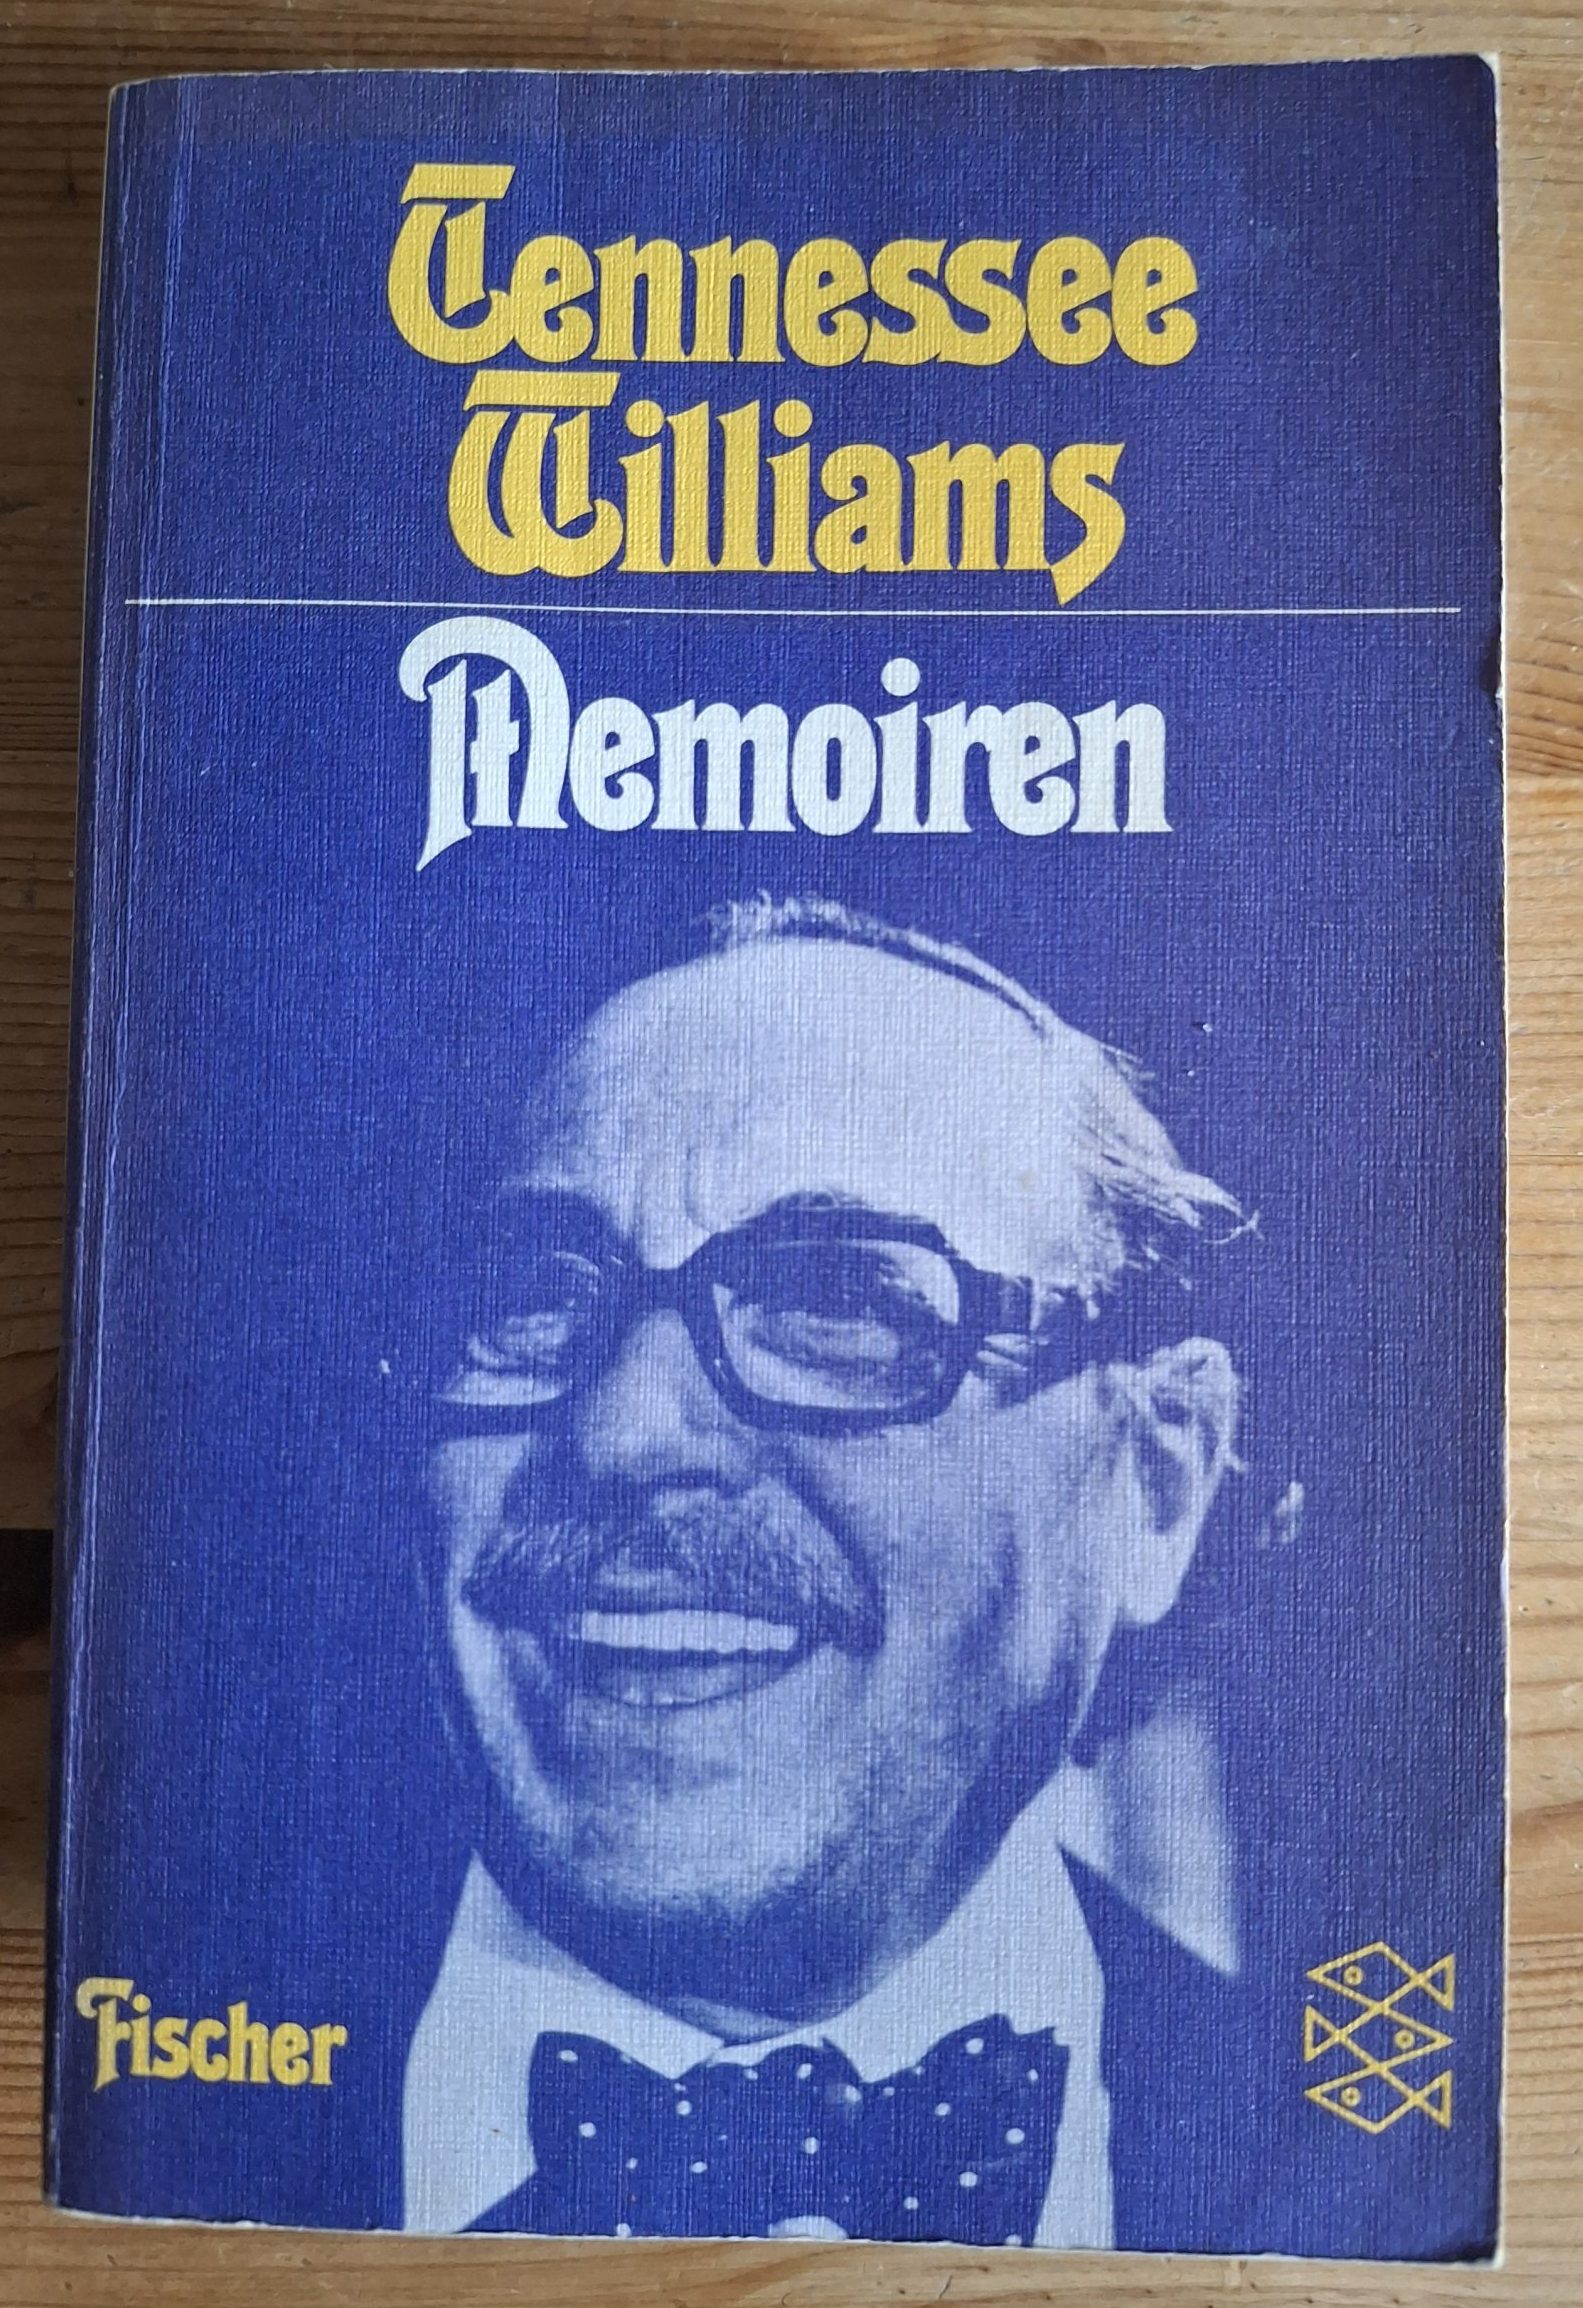 Tennessee
Williams
Memoiren
Fischer